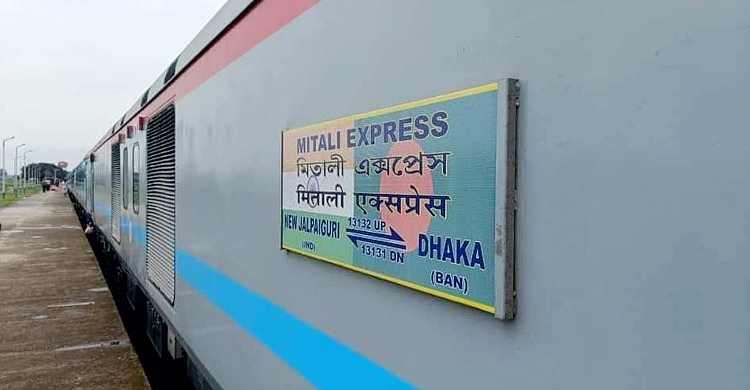 MITALI EXPRESS
মিতালী এক্সপ্রেস
मिताली एक्सप्रेस
NEW JALPAIGURI
13132 UP
DHAKA
(IND)
13131 DN
(BAN)